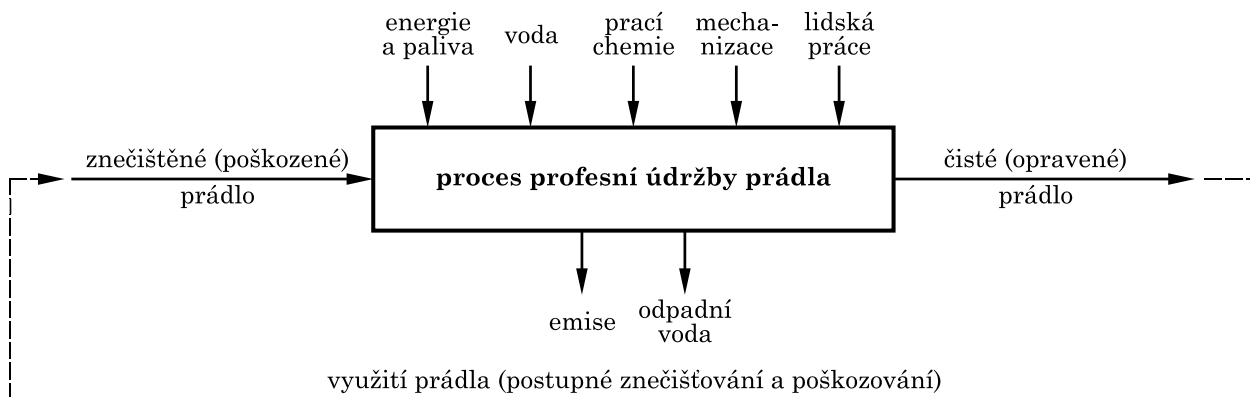 energie
a paliva
voda
prací
chemie
mecha-
nizace
lidská
práce
znečištěné (poškozené)
prádlo
proces profesní údržby prádla
čisté (opravené)
prádlo
emise
odpadní
voda
využití prádla (postupné znečišťování a poškozování)